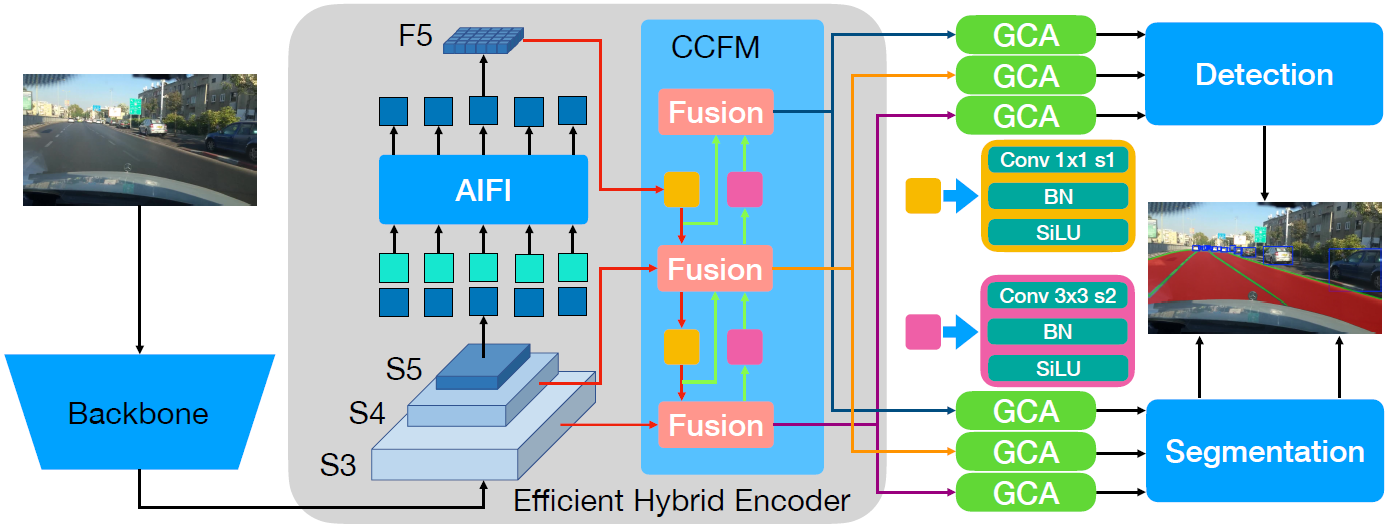 F5
CCFM
GCA
GCA
GCA
Detection
Fusion
AIFI
Conv 1x1 s1
BN
SiLU
Fusion
Conv 3x3 s2
BN
SiLU
S5
S4
S3
Backbone
Fusion
GCA
GCA
GCA
Segmentation
Efficient Hybrid Encoder